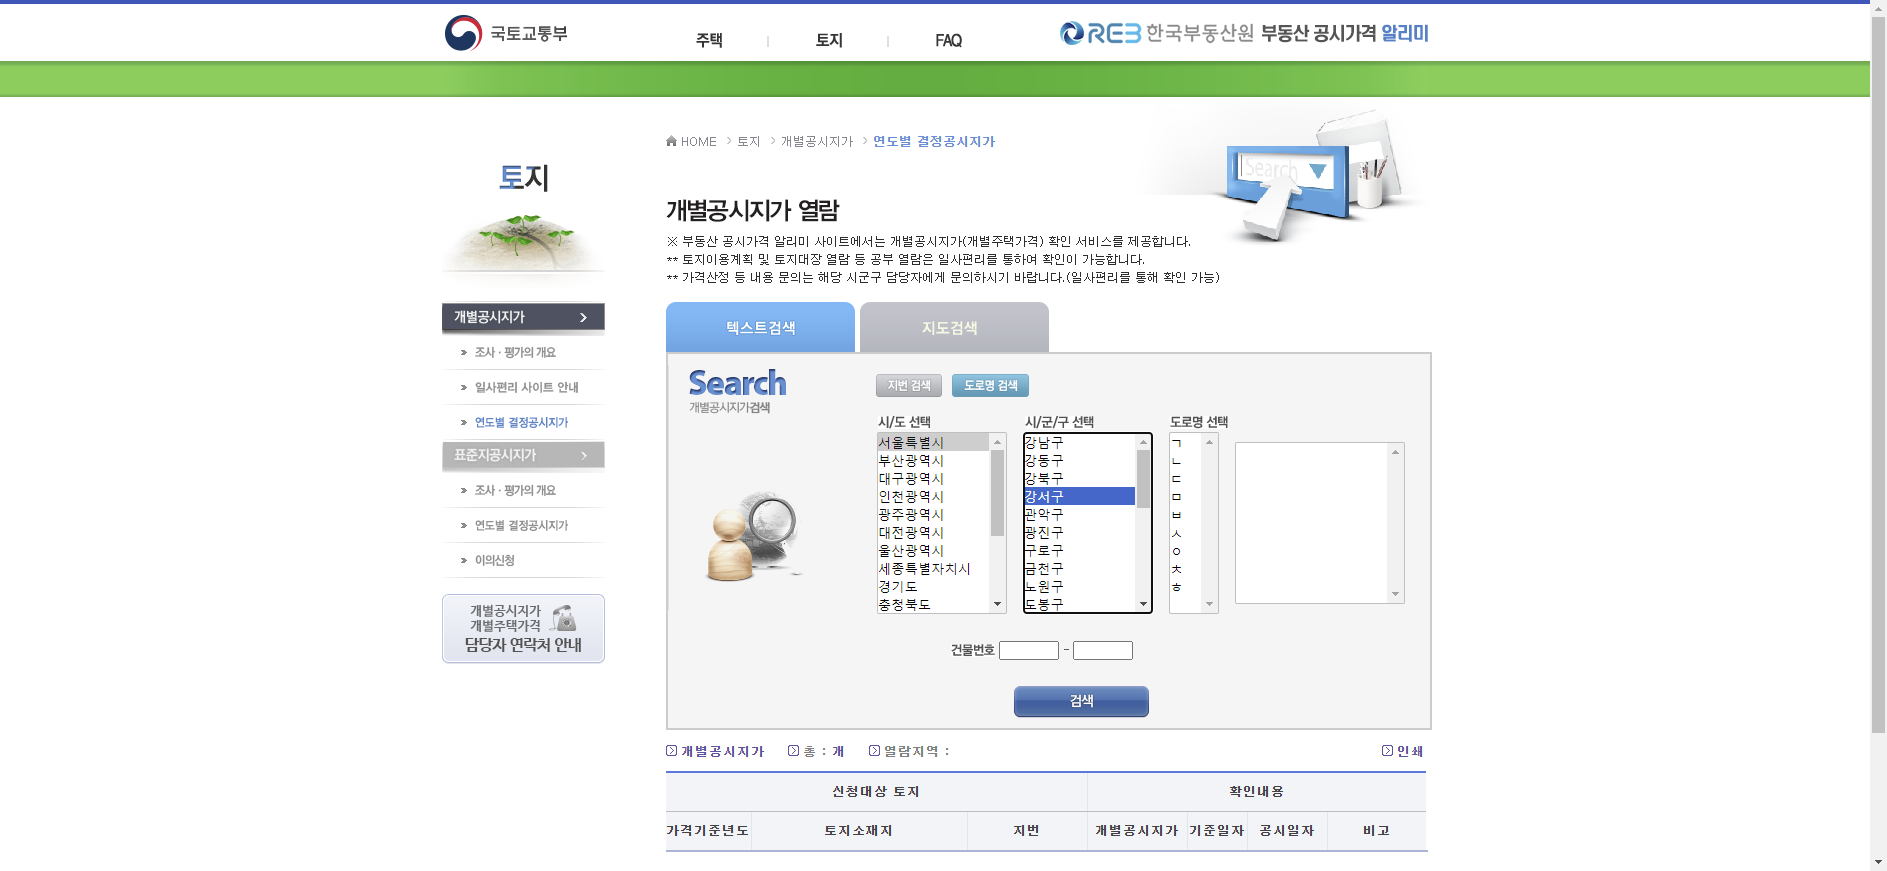 국토교통부
주택
토지
FAQ
REB 한국부동산원 부동산 공시가격 알리미
HOME > 토지 > 개별공시지가 > 연도별 결정공시지가
Search
토지
개별공시지가 열람
※ 부동산 공시가격 알리미 사이트에서는 개별공시지가(개별주택가격) 확인 서비스를 제공합니다.
** 토지이용계획 및 토지대장 열람 등 공부 열람은 일사편리를 통하여 확인이 가능합니다.
** 가격산정 등 내용 문의는 해당 시군구 담당자에게 문의하시기 바랍니다.(일사편리를 통해 확인 가능)
개별공시지가
조사 · 평가의 개요
일사편리 사이트 안내
연도별 결정공시지가
표준지공시지가
조사 · 평가의 개요
연도별 결정공시지가
이의신청
개별공시지가
개별주택가격
담당자 연락처 안내
텍스트검색
지도검색
Search
개별공시지가검색
지번 검색
도로명 검색
시/도 선택
서울특별시
부산광역시
대구광역시
인천광역시
광주광역시
대전광역시
울산광역시
세종특별자치시
경기도
충청북도
시/군/구 선택
강남구
강동구
강북구
강서구
관악구
광진구
구로구
금천구
노원구
도봉구
도로명 선택
ㄱ
ㄴ
ㄷ
ㅁ
ㅂ
ㅅ
ㅇ
ㅊ
ㅎ
건물번호 -
검색
개별공시지가
총 : 개
열람지역 :
인쇄
신청대상 토지
확인내용
가격기준년도
토지소재지
지번
개별공시지가
기준일자
공시일자
비고